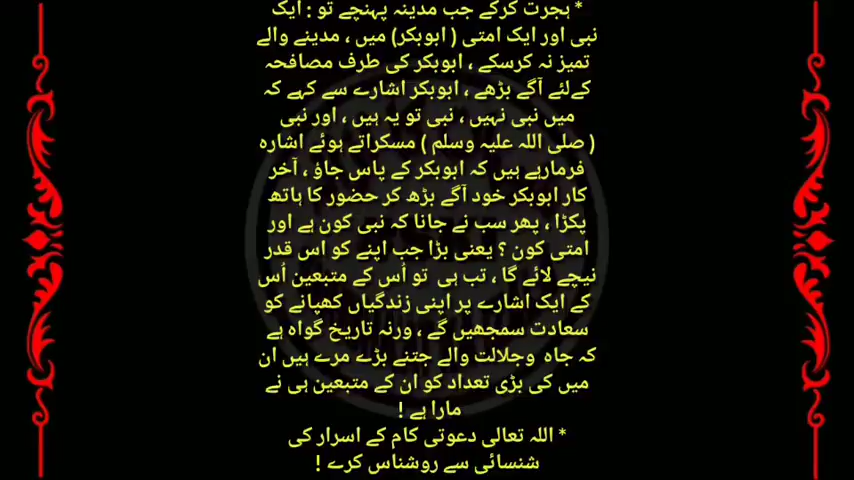 * ہجرت کرکے جب مدینہ پہنچے تو : ایک
نبی اور ایک امتی ( ابوبکر) میں ، مدینے والے
تمیز نہ کرسکے ، ابوبکر کی طرف مصافحہ
کےلئے آگے بڑھے ، ابوبکر اشارے سے کہے کہ
میں نبی نہیں ، نبی تو یہ ہیں ، اور نبی
( صلی اللہ علیہ وسلم ) مسکراتے ہوئے اشارہ
فرمارہے ہیں کہ ابوبکر کے پاس جاؤ ، آخر
کار ابوبکر خود آگے بڑھ کر حضور کا ہاتھ
پکڑا ، پھر سب نے جانا کہ نبی کون ہے اور
امتی کون ؟ یعنی بڑا جب اپنے کو اس قدر
نیچے لائے گا ، تب ہی تو اُس کے متبعین اُس
کے ایک اشارے پر اپنی زندگیاں کھپانے کو
سعادت سمجھیں گے ، ورنہ تاریخ گواہ ہے
کہ جاہ وجلالت والے جتنے بڑے مرے ہیں ان
میں کی بڑی تعداد کو ان کے متبعین ہی نے
مارا ہے !
* اللہ تعالی دعوتی کام کے اسرار کی
شنسائی سے روشناس کرے !